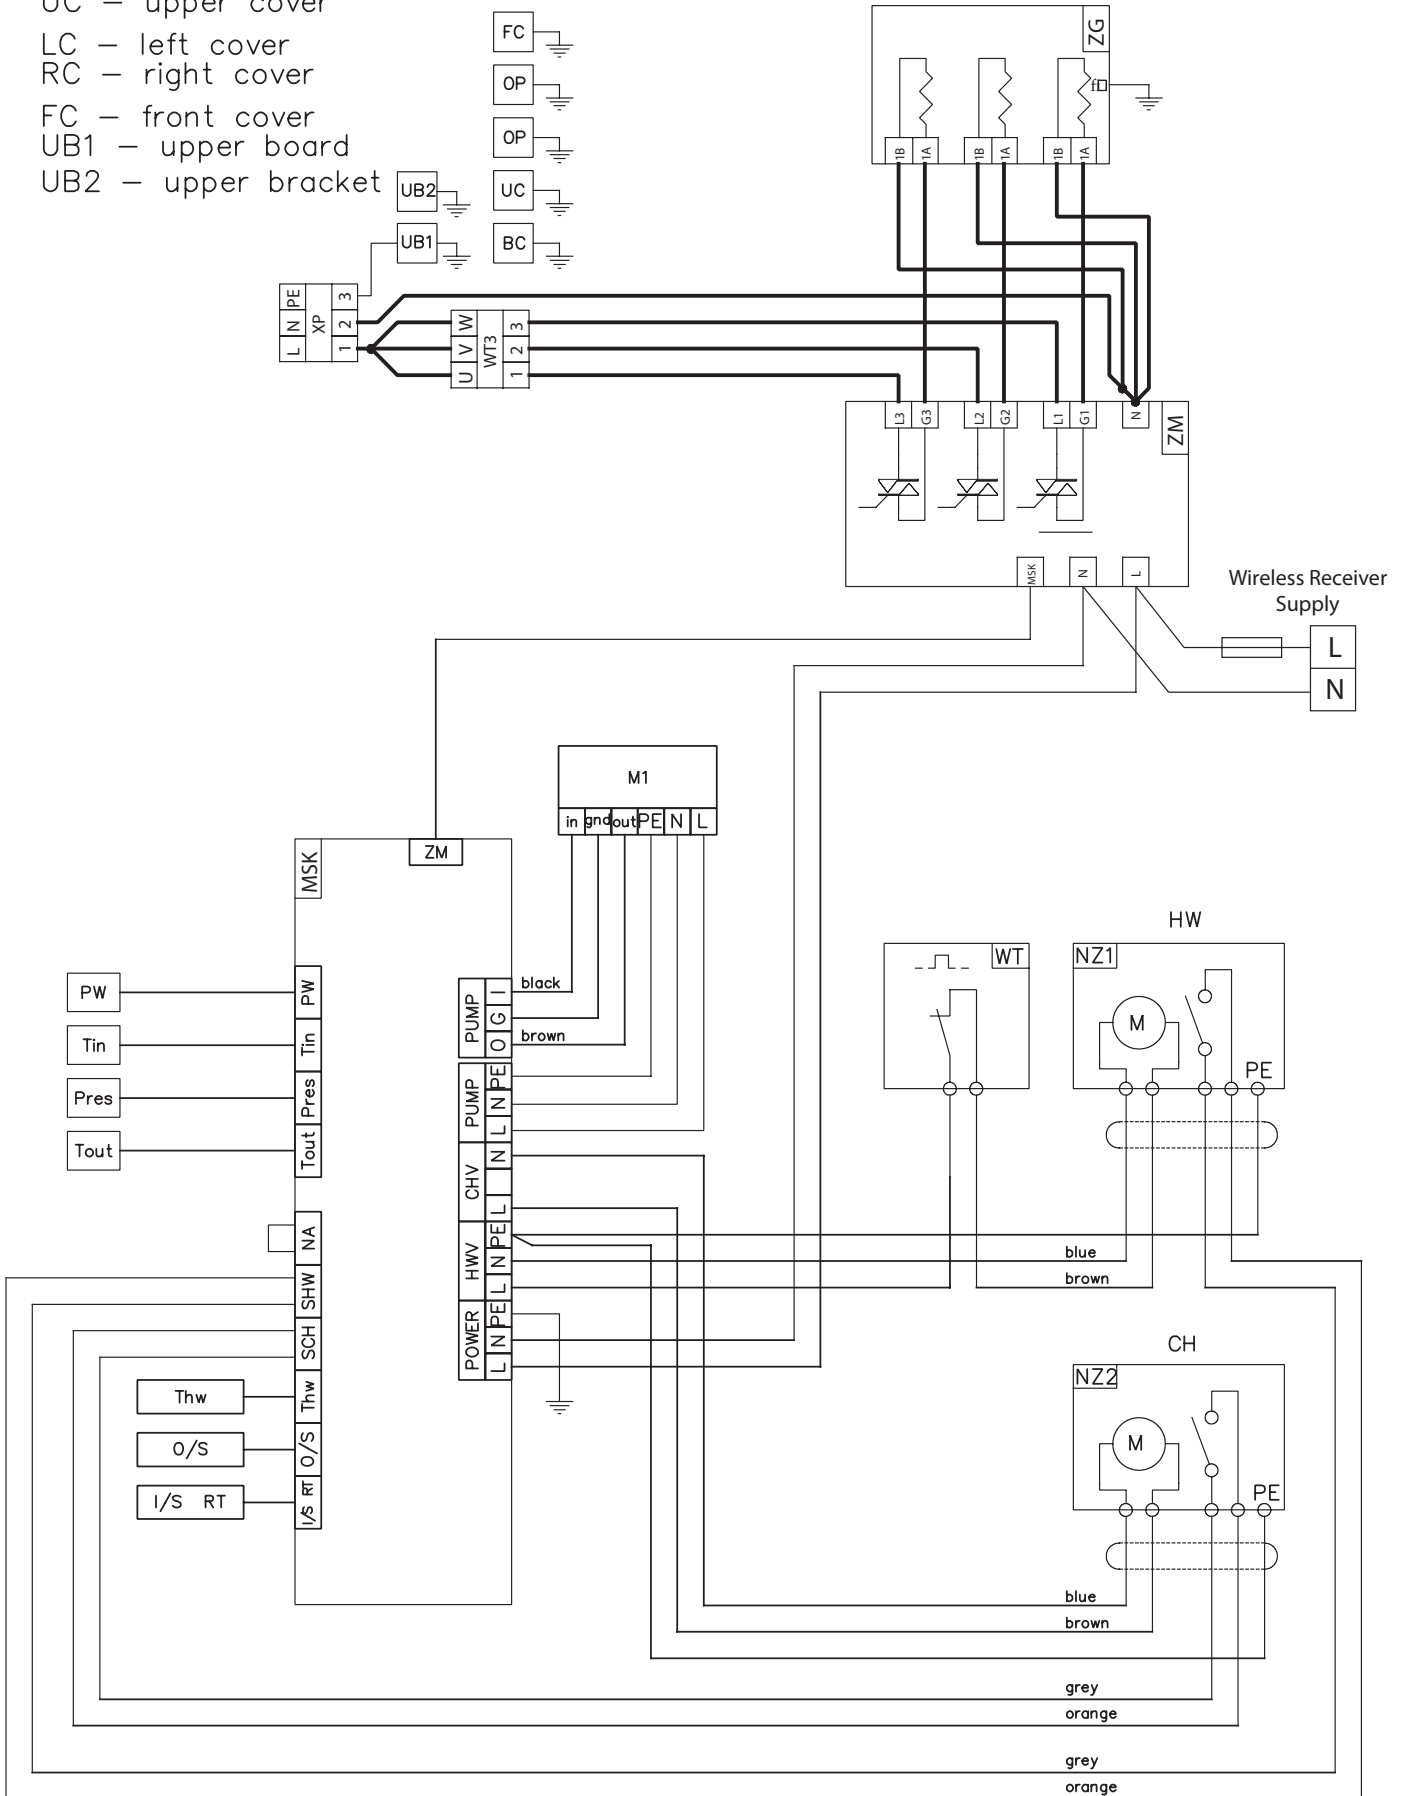 UC – upper cover
LC – left cover
RC – right cover
FC – front cover
UB1 – upper board
UB2 – upper bracket
FC
OP
OP
UC
BC
UB2
UB1
ZG
1B
1A
1B
1A
1B
1A
L
N
PE
XP
1
2
3
U
V
W
WT3
1
2
3
L3
G3
L2
G2
L1
G1
N
ZM
MSK
N
L
Wireless Receiver
Supply
L
N
M1
in
gnd
out
PE
N
L
MSK
ZM
PW
Tin
Pres
Tout
PW
Tin
Pres
Tout
NA
SHW
SCH
Thw
O/S
I/S RT
Thw
O/S
I/S RT
PUMP
I
G
O
black
brown
PUMP
PE
N
L
CHV
N
L
HWV
PE
N
L
POWER
PE
N
L
WT
HW
NZ1
M
PE
blue
brown
CH
NZ2
M
PE
blue
brown
grey
orange
grey
orange